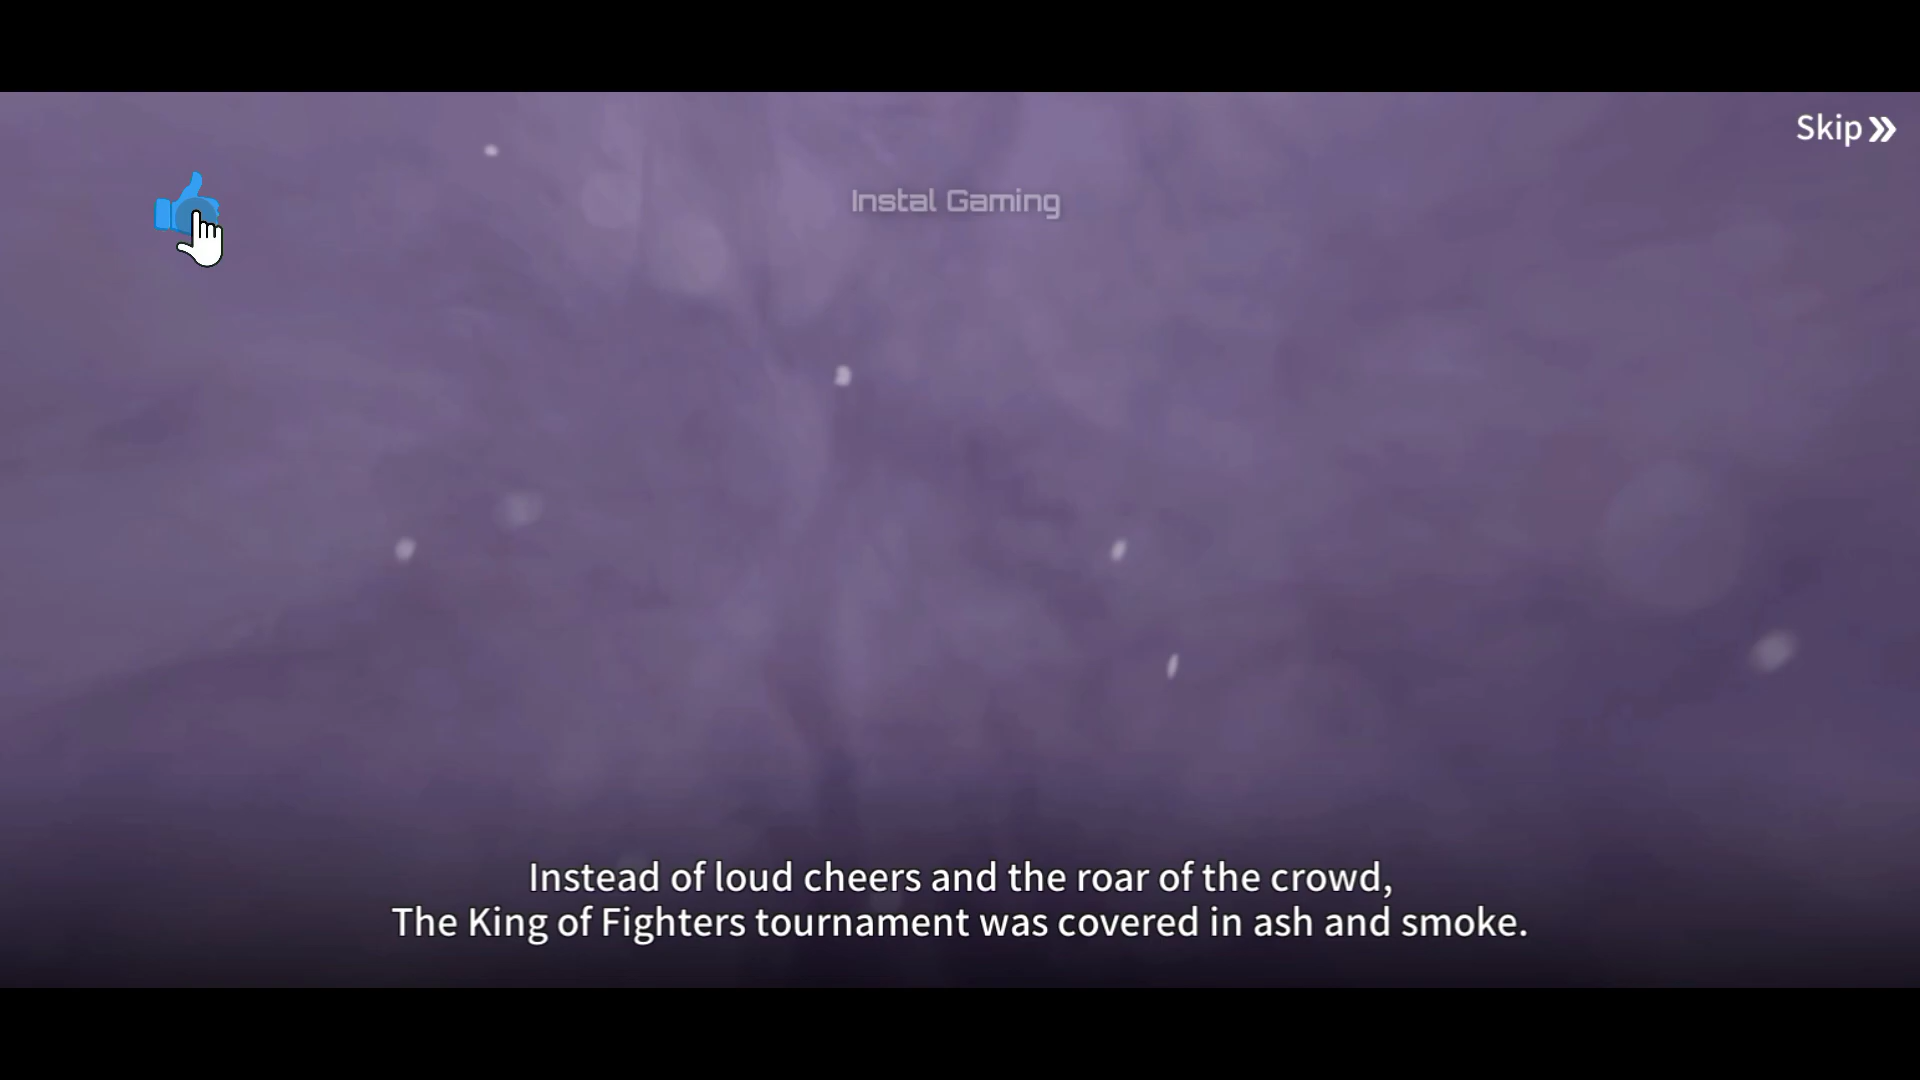 Skip
Instal Gaming
Instead of loud cheers and the roar of the crowd,
The King of Fighters tournament was covered in ash and smoke.